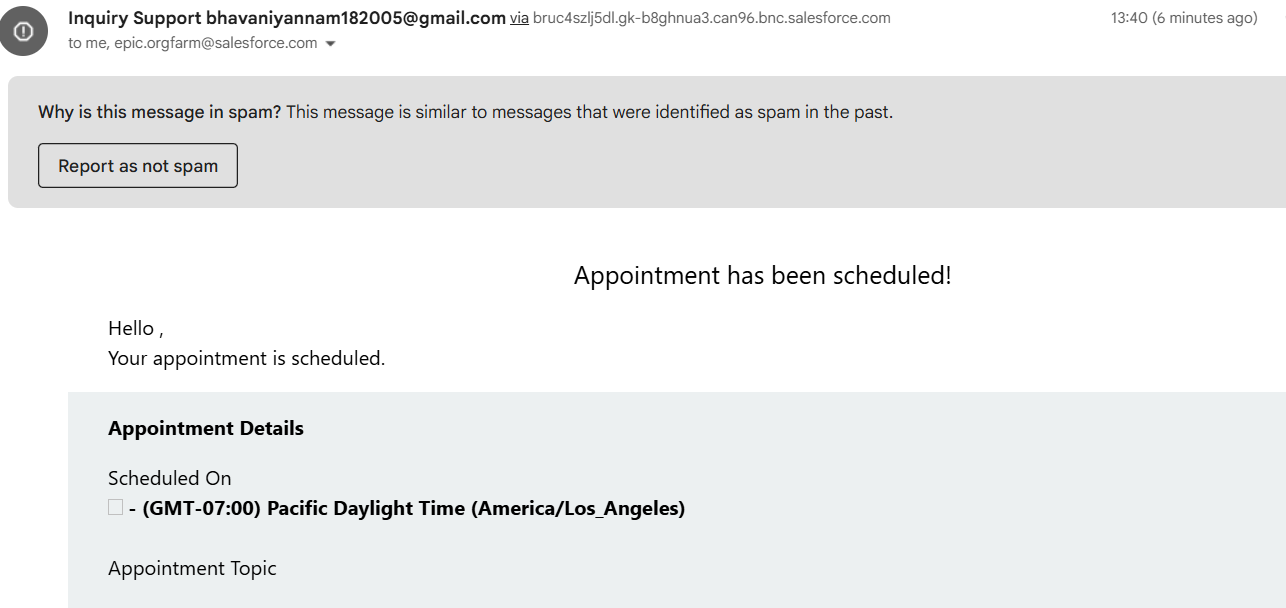 Inquiry Support bhavaniyannam182005@gmail.com via bruc4szlj5dl.gk-b8ghnua3.can96.bnc.salesforce.com 13:40 (6 minutes ago)
to me, epic.orgfarm@salesforce.com
Why is this message in spam? This message is similar to messages that were identified as spam in the past.
Report as not spam
Appointment has been scheduled!
Hello ,
Your appointment is scheduled.
Appointment Details
Scheduled On
- (GMT-07:00) Pacific Daylight Time (America/Los_Angeles)
Appointment Topic